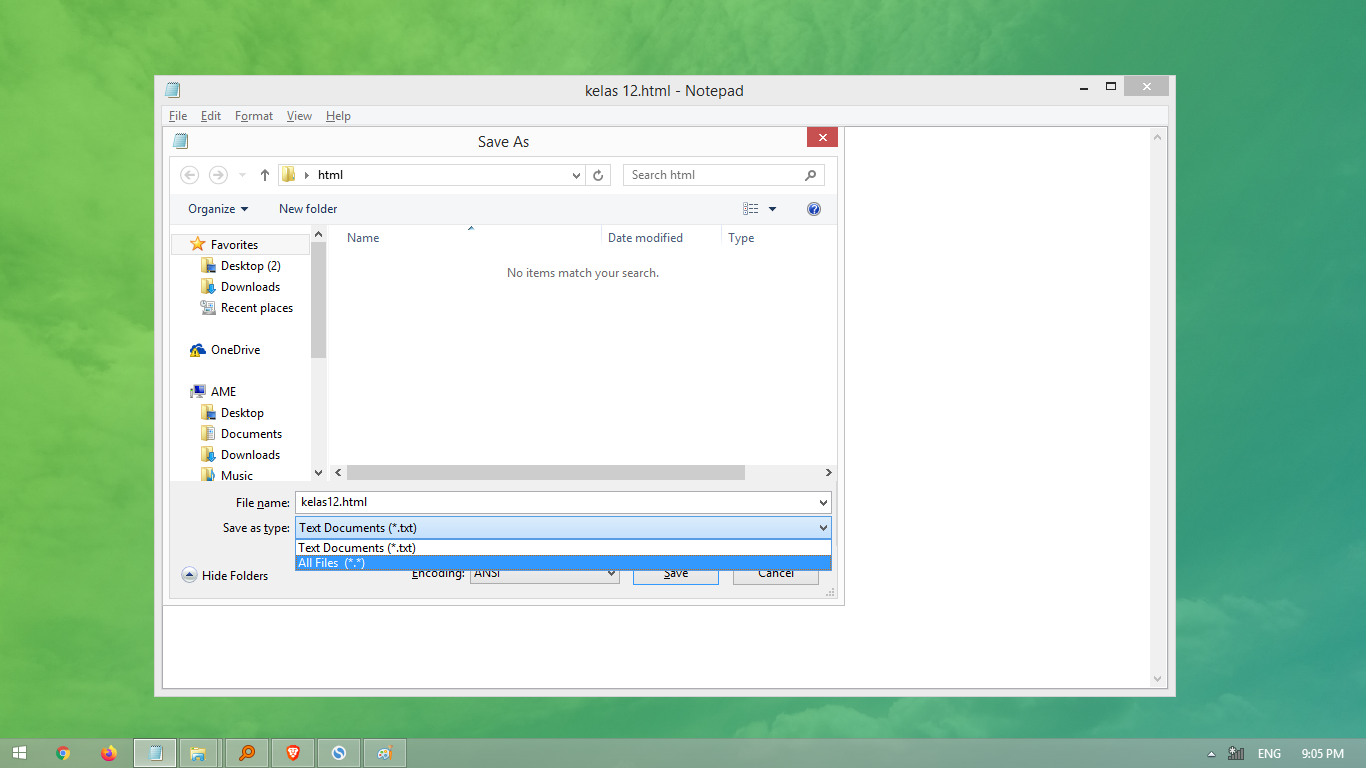 kelas 12.html - Notepad
File Edit Format View Help
Save As
html
Search html
Organize New folder
Name Date modified Type
No items match your search.
Favorites
Desktop (2)
Downloads
Recent places
OneDrive
AME
Desktop
Documents
Downloads
Music
File name: kelas12.html
Save as type: Text Documents (*.txt)
Text Documents (*.txt)
All Files (*.*)
Hide Folders Encoding: ANSI Save Cancel
ENG 9:05 PM